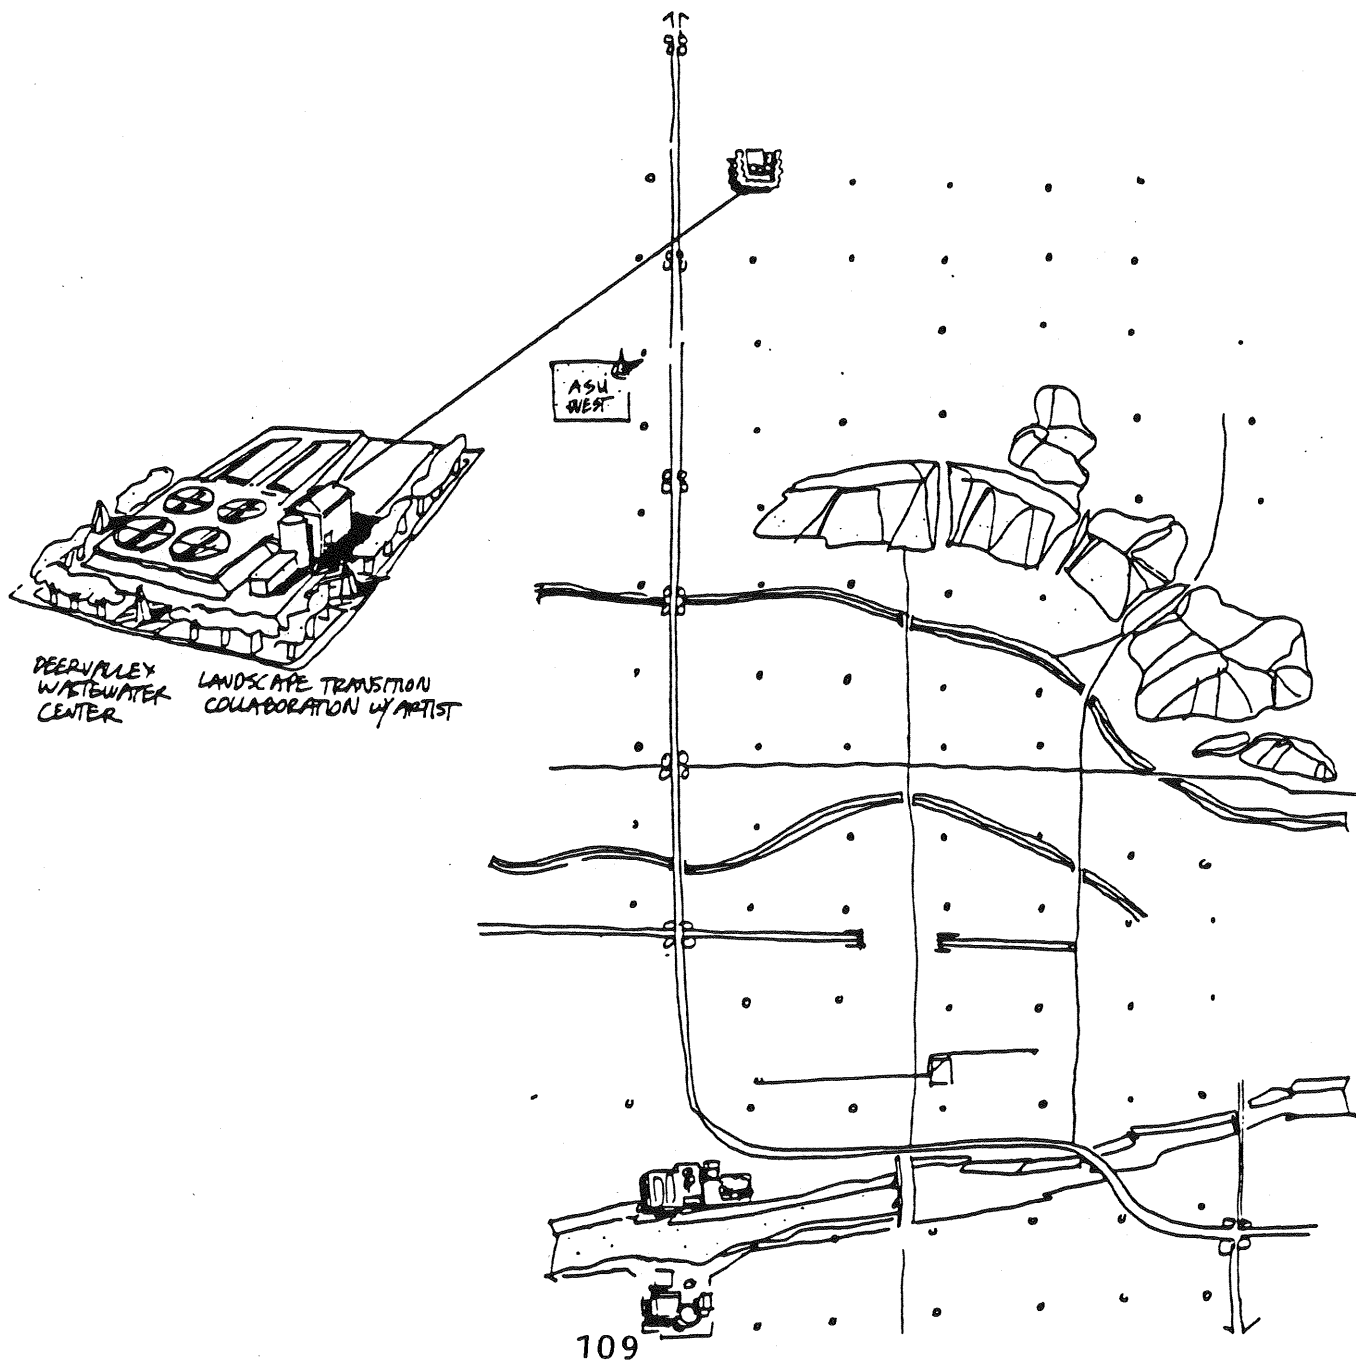 ASU
WEST
DEERVALLEY
WASTEWATER
CENTER
LANDSCAPE TRANSITION
COLLABORATION W/ ARTIST
109